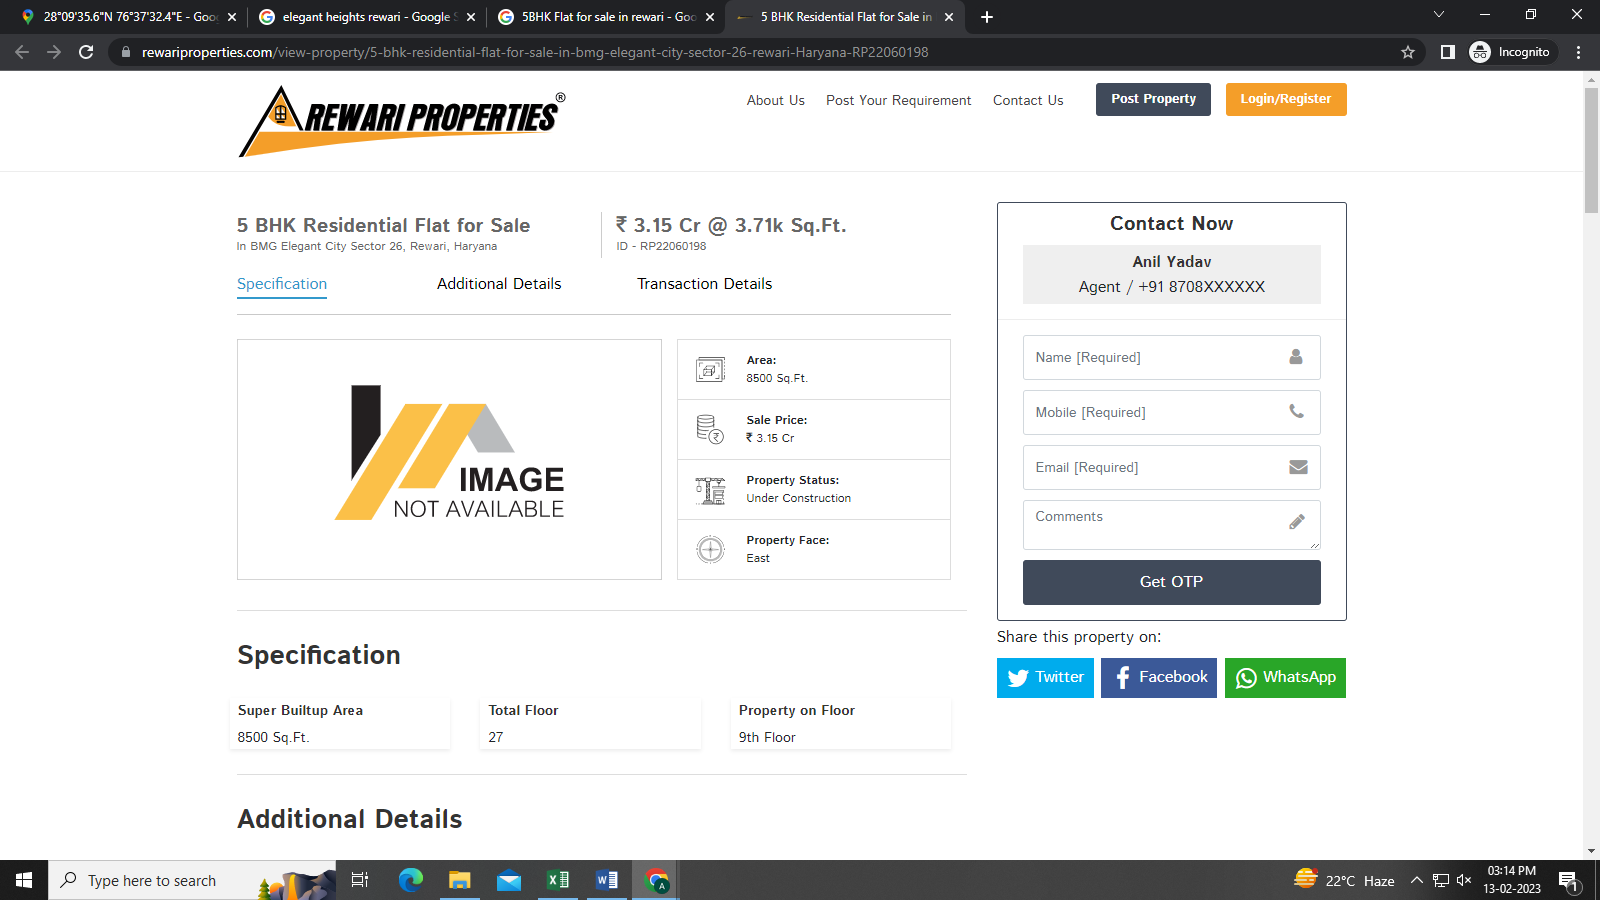 28°09'35.6"N 76°37'32.4"E - Goo
elegant heights rewari - Google S
5BHK Flat for sale in rewari - Goo
5 BHK Residential Flat for Sale in
rewariproperties.com/view-property/5-bhk-residential-flat-for-sale-in-bmg-elegant-city-sector-26-rewari-Haryana-RP22060198
Incognito
REWARI PROPERTIES®
About Us
Post Your Requirement
Contact Us
Post Property
Login/Register
5 BHK Residential Flat for Sale
In BMG Elegant City Sector 26, Rewari, Haryana
₹ 3.15 Cr @ 3.71k Sq.Ft.
ID - RP22060198
Specification
Additional Details
Transaction Details
IMAGE
NOT AVAILABLE
Area:
8500 Sq.Ft.
Sale Price:
₹ 3.15 Cr
Property Status:
Under Construction
Property Face:
East
Contact Now
Anil Yadav
Agent / +91 8708XXXXXX
Name [Required]
Mobile [Required]
Email [Required]
Comments
Get OTP
Share this property on:
Twitter
Facebook
WhatsApp
Specification
Super Builtup Area
8500 Sq.Ft.
Total Floor
27
Property on Floor
9th Floor
Additional Details
Type here to search
A
22°C Haze
03:14 PM
13-02-2023
1